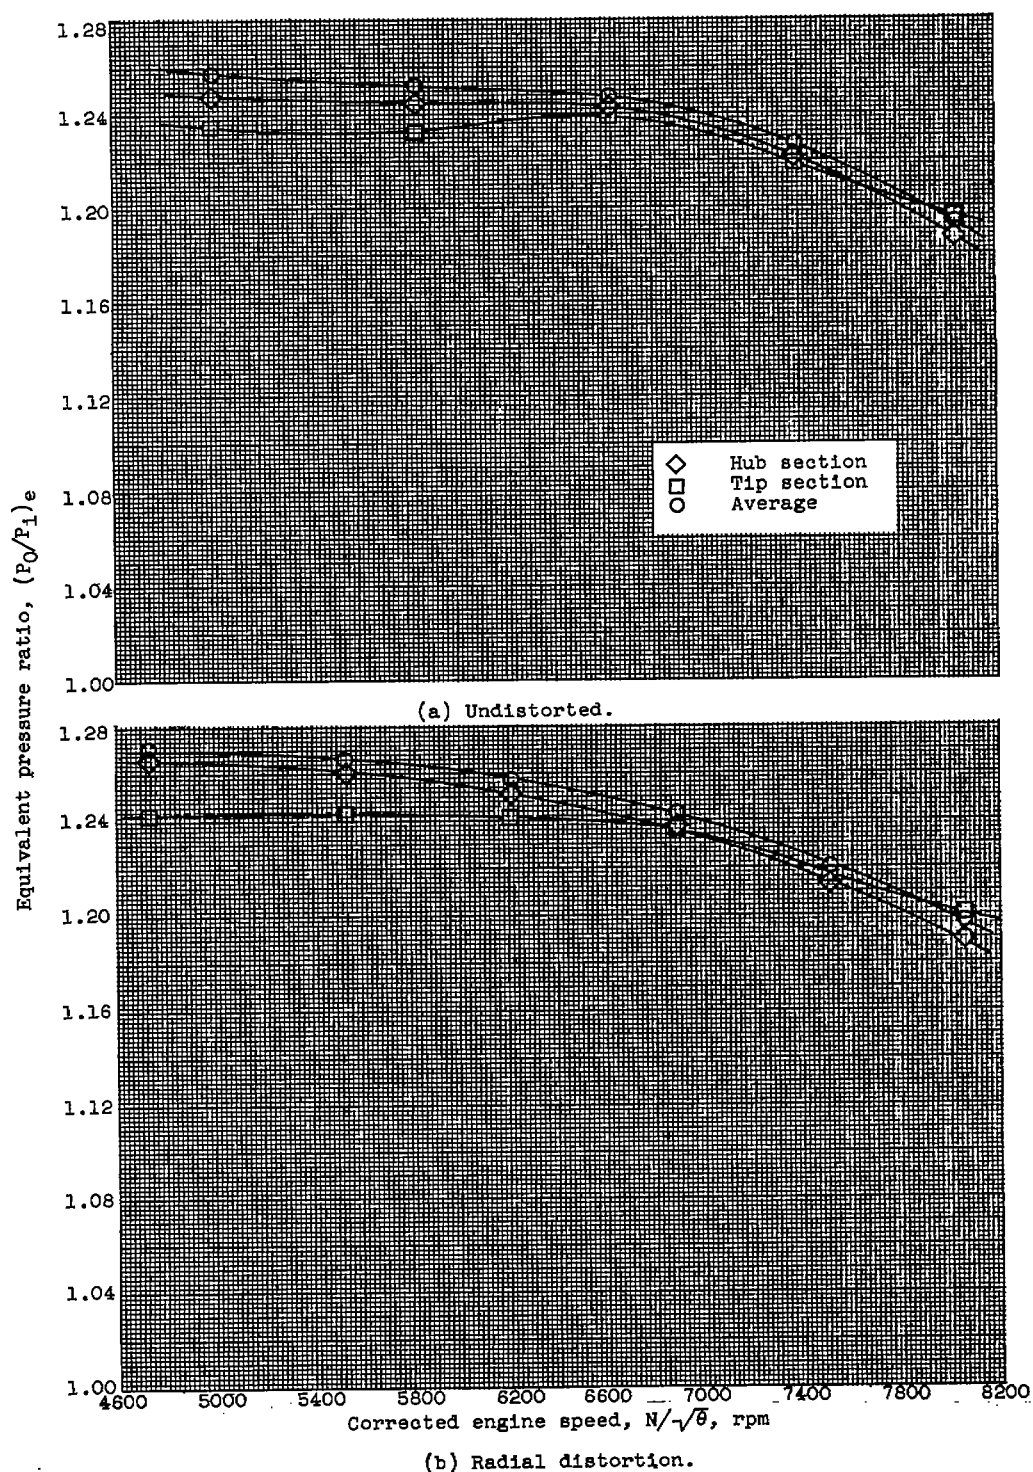 1.28
1.24
1.20
1.16
1.12
1.08
1.04
1.00
Hub section
Tip section
Average
(a) Undistorted.
Equivalent pressure ratio, (P0/P1)e
1.28
1.24
1.20
1.16
1.12
1.08
1.04
1.00
4600 5000 5400 5800 6200 6600 7000 7400 7800 8200
Corrected engine speed, N/√θ, rpm
(b) Radial distortion.